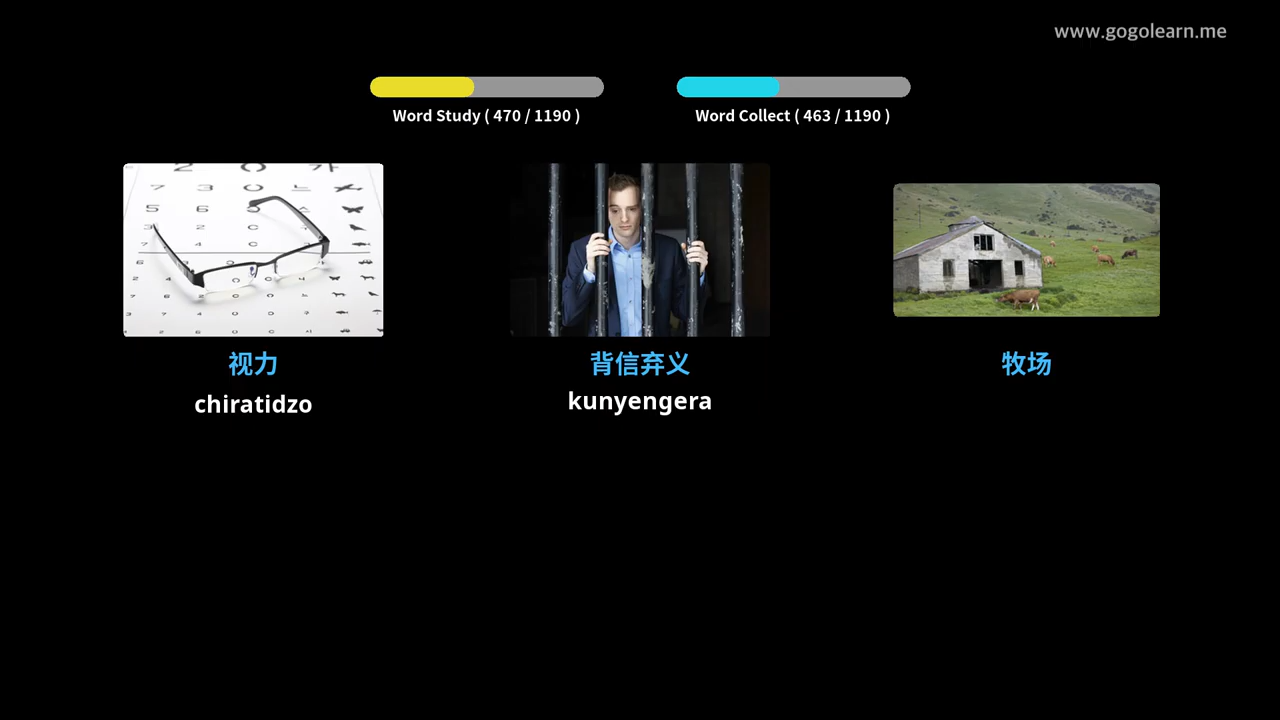 www.gogolearn.me
Word Study ( 470 / 1190 )
Word Collect ( 463 / 1190 )
视力
背信弃义
牧场
chiratidzo
kunyengera